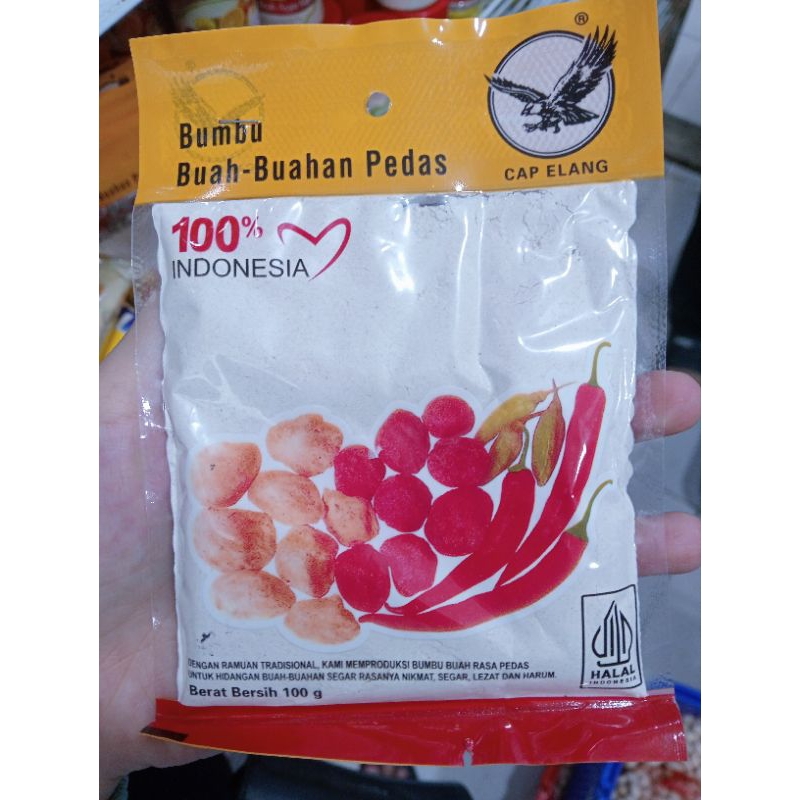 ®
CAP ELANG
Bumbu
Buah-Buahan Pedas
100%
INDONESIA
DENGAN RAMUAN TRADISIONAL, KAMI MEMPRODUKSI BUMBU BUAH RASA PEDAS
UNTUK HIDANGAN BUAH-BUAHAN SEGAR RASANYA NIKMAT, SEGAR, LEZAT DAN HARUM.
Berat Bersih 100 g
HALAL
INDONESIA